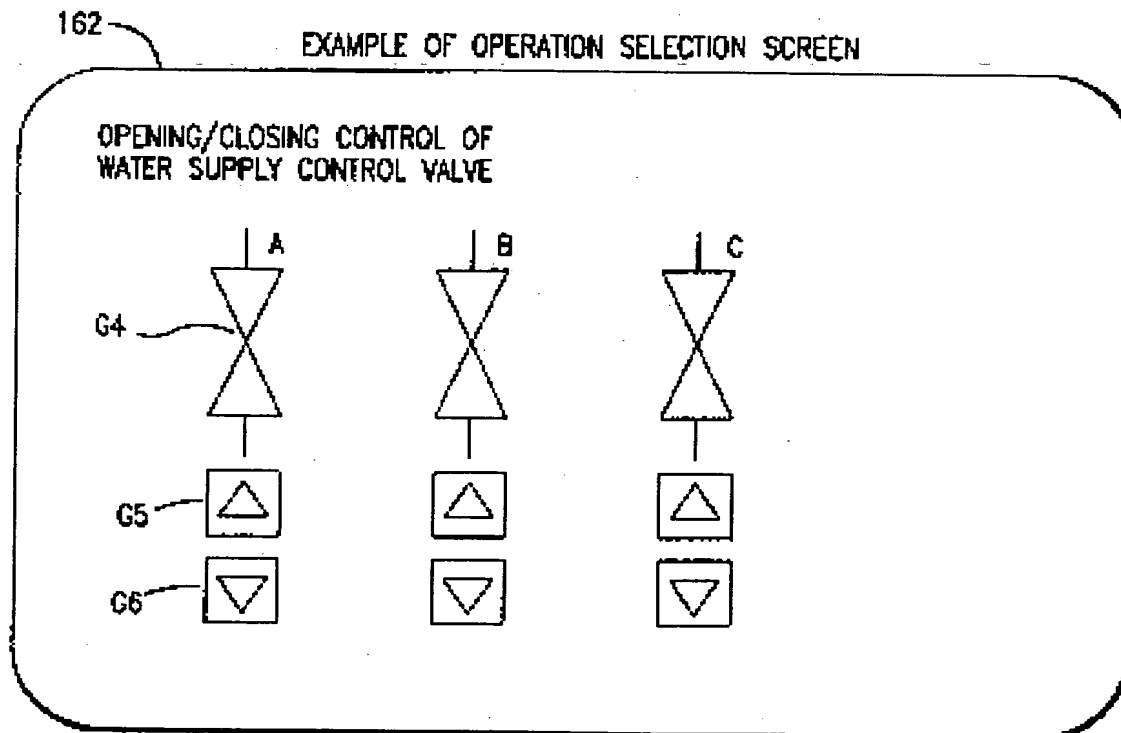 162
EXAMPLE OF OPERATION SELECTION SCREEN
OPENING/CLOSING CONTROL OF
WATER SUPPLY CONTROL VALVE
A B C
G4
G5
G6